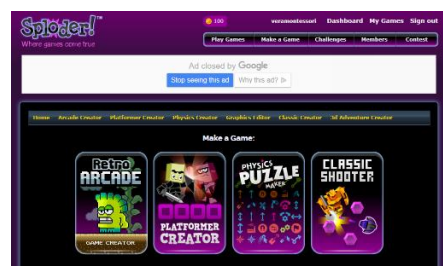 Sploder!
Where games come true
100 veramontessori Dashboard My Games Sign out
Play Games Make a Game Challenges Members Contest
Ad closed by Google
Stop seeing this ad Why this ad?
Home Arcade Creator Platformer Creator Physics Creator Graphics Editor Classic Creator 3d Adventure Creator
Make a Game:
Retro
ARCADE
GAME CREATOR
PLATFORMER
CREATOR
PHYSICS
PUZZLE
MAKER
CLASSIC
SHOOTER